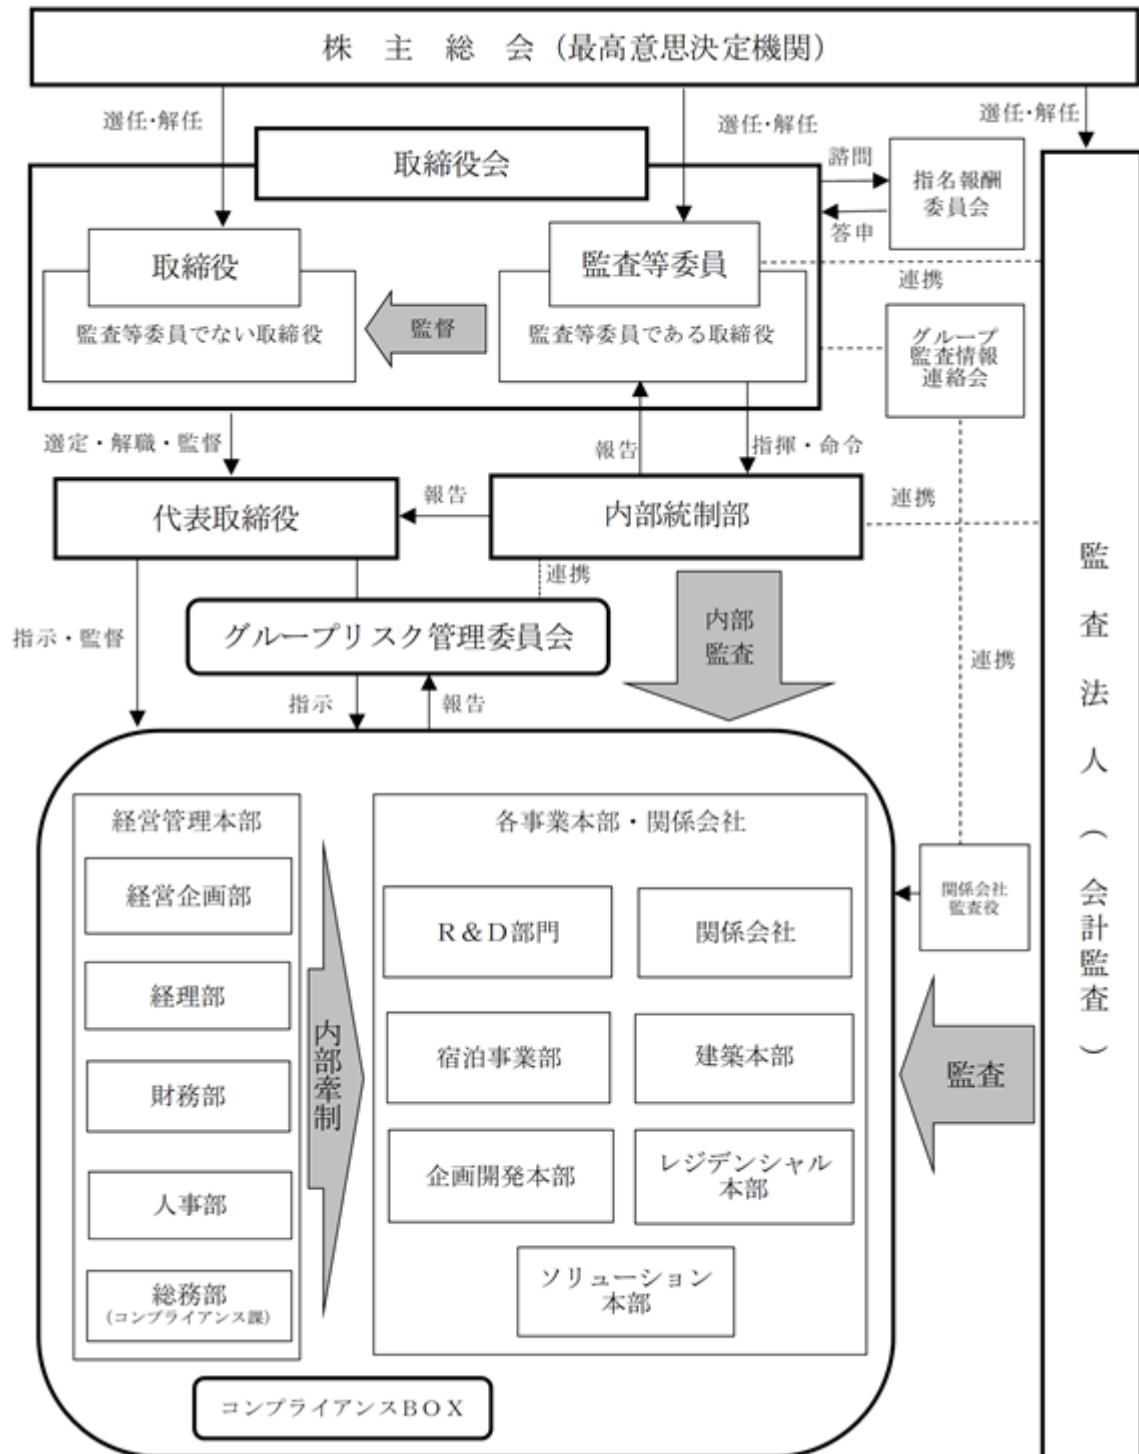 株 主 総 会（最高意思決定機関）
選任・解任
選任・解任
選任・解任
取締役会
諮問
答申
指名報酬
委員会
取締役
監査等委員でない取締役
監督
監査等委員
監査等委員である取締役
連携
グループ
監査情報
連絡会
選定・解職・監督
報告
指揮・命令
代表取締役
報告
内部統制部
連携
連携
指示・監督
グループリスク管理委員会
内部
監査
連携
指示
報告
監査法人（会計監査）
経営管理本部
経営企画部
経理部
財務部
人事部
総務部
(コンプライアンス課)
内部牽制
各事業本部・関係会社
Ｒ＆Ｄ部門
関係会社
宿泊事業部
建築本部
企画開発本部
レジデンシャル
本部
ソリューション
本部
関係会社
監査役
監査
コンプライアンスＢＯＸ